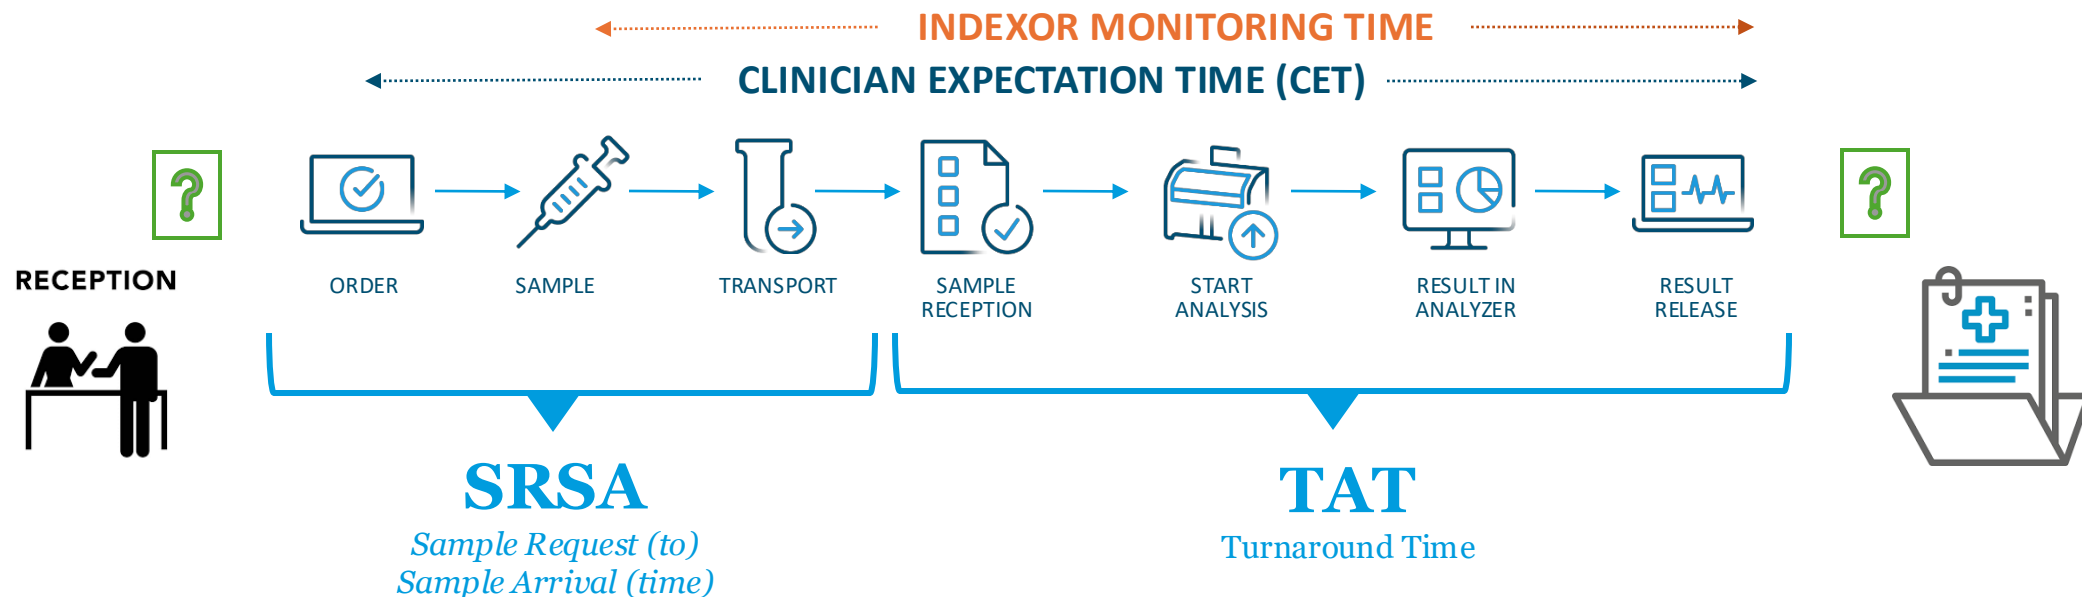 INDEXOR MONITORING TIME
CLINICIAN EXPECTATION TIME (CET)
?
?
RECEPTION
ORDER
SAMPLE
TRANSPORT
SAMPLE
RECEPTION
START
ANALYSIS
RESULT IN
ANALYZER
RESULT
RELEASE
SRSA
Sample Request (to)
Sample Arrival (time)
TAT
Turnaround Time